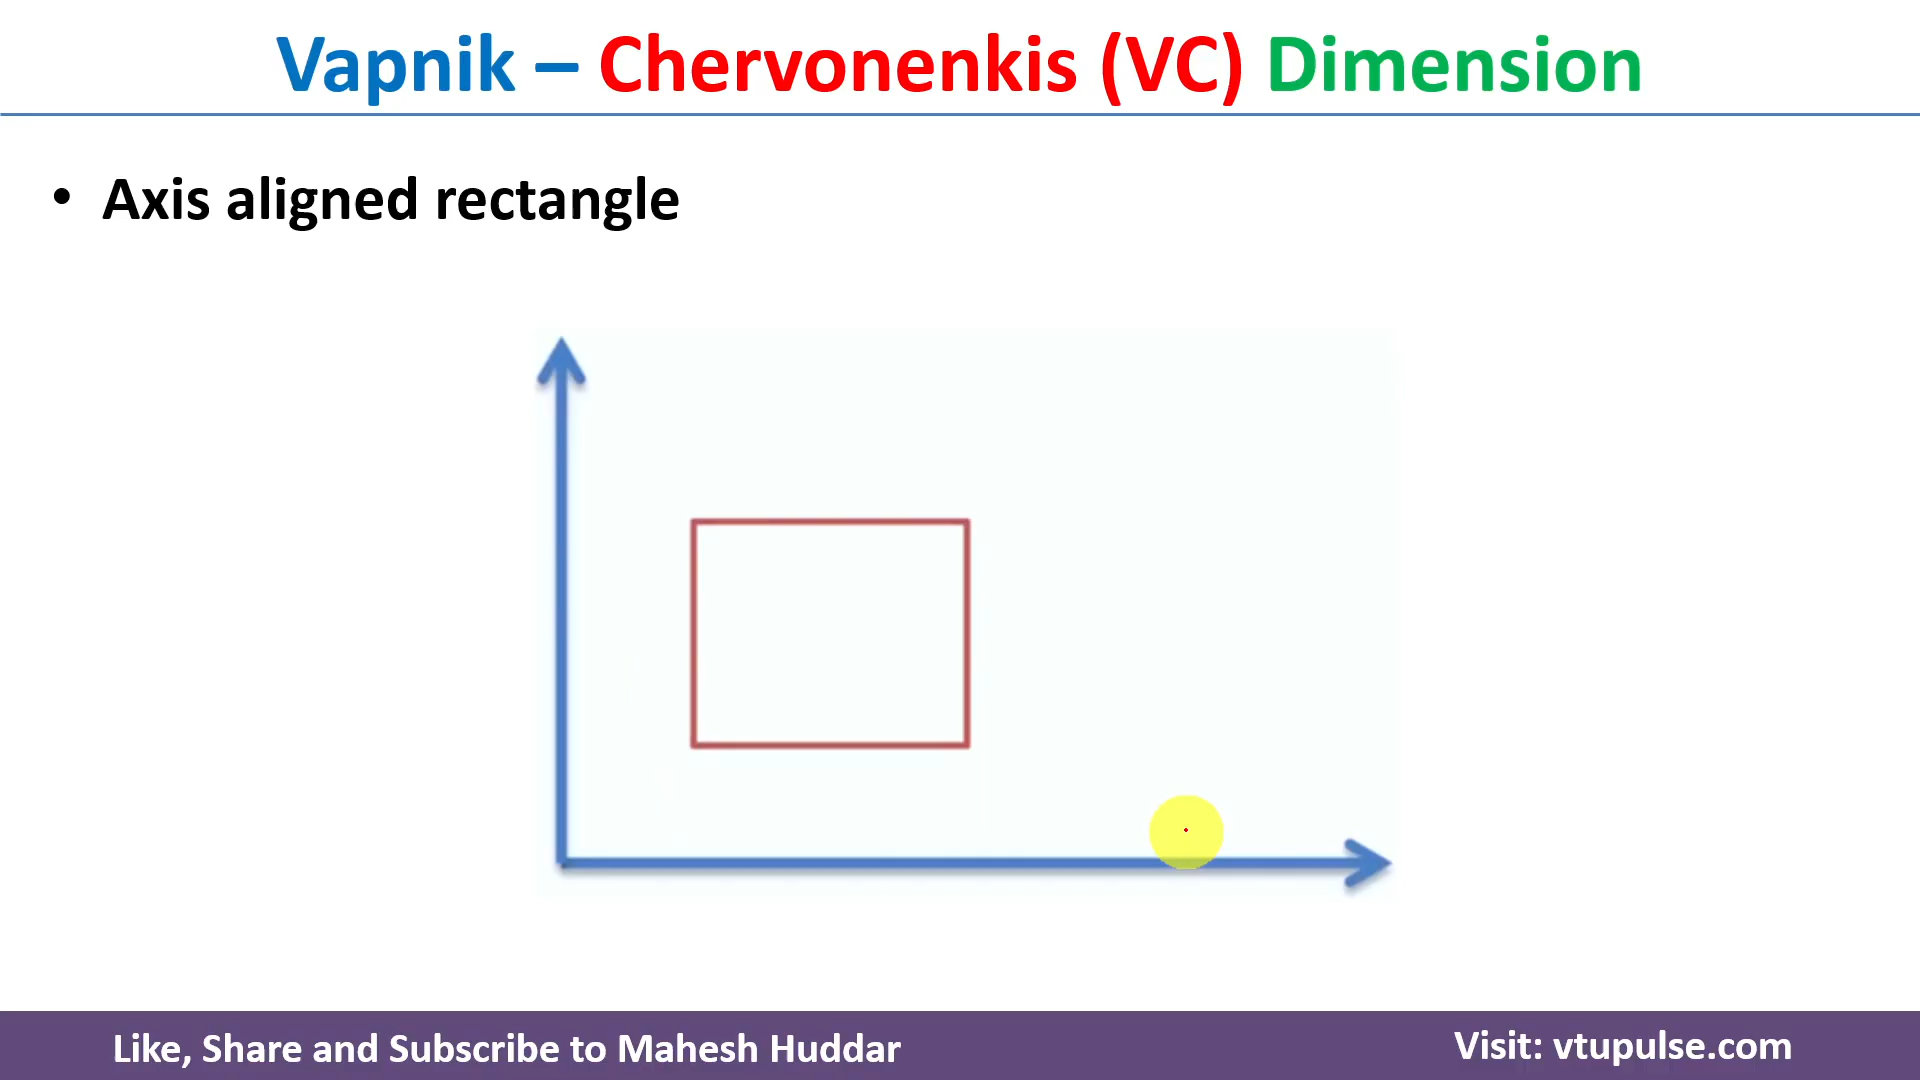 Vapnik – Chervonenkis (VC) Dimension
• Axis aligned rectangle
Like, Share and Subscribe to Mahesh Huddar
Visit: vtupulse.com